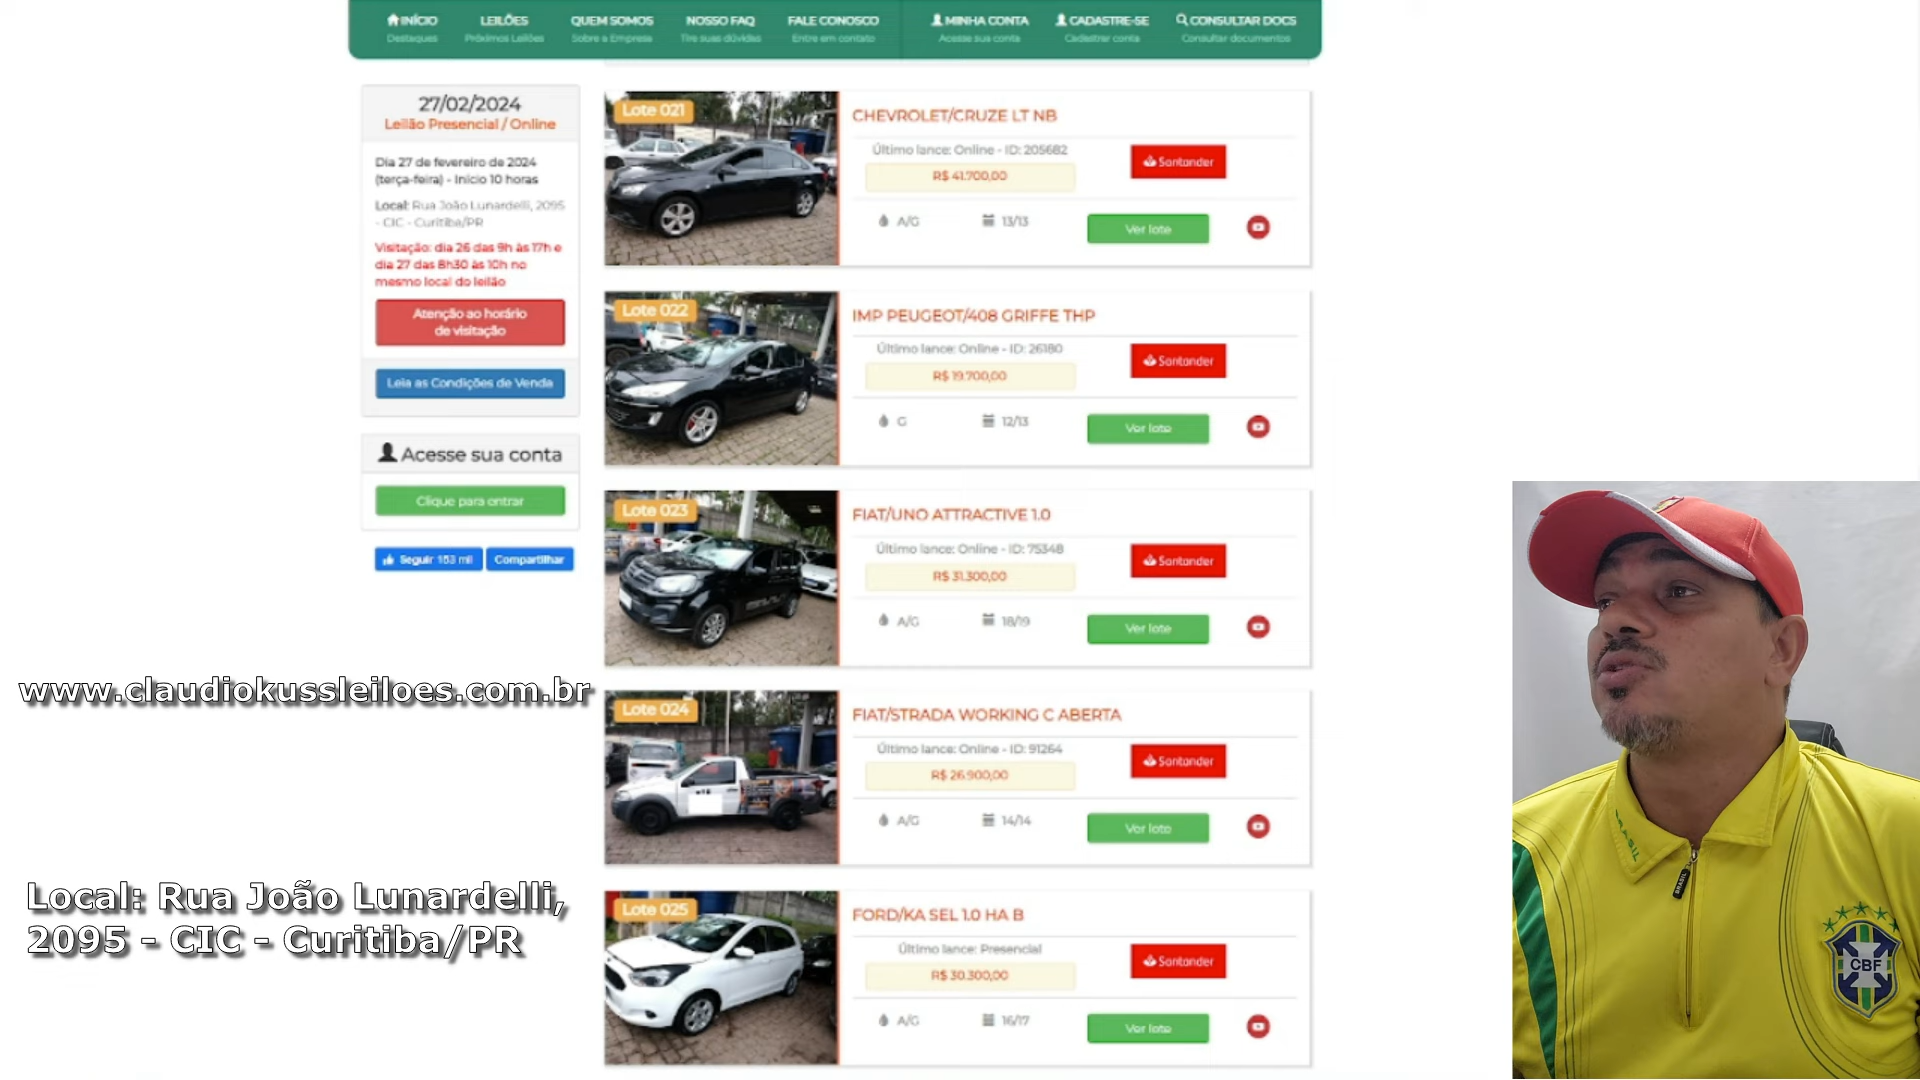 INÍCIO
Destaques
LEILÕES
Próximos Leilões
QUEM SOMOS
Sobre a Empresa
NOSSO FAQ
Tire suas dúvidas
FALE CONOSCO
Entre em contato
MINHA CONTA
Acesse sua conta
CADASTRE-SE
Cadastrar conta
CONSULTAR DOCS
Consultar documentos
27/02/2024
Leilão Presencial / Online
Dia 27 de fevereiro de 2024
(terça-feira) - Início 10 horas
Local: Rua João Lunardelli, 2095
- CIC - Curitiba/PR
Visitação: dia 26 das 9h às 17h e
dia 27 das 8h30 às 10h no
mesmo local do leilão
Atenção ao horário
de visitação
Leia as Condições de Venda
Acesse sua conta
Clique para entrar
Seguir 153 mil
Compartilhar
Lote 021
CHEVROLET/CRUZE LT NB
Último lance: Online - ID: 205682
R$ 41.700,00
Santander
A/G
13/13
Ver lote
Lote 022
IMP PEUGEOT/408 GRIFFE THP
Último lance: Online - ID: 26180
R$ 19.700,00
Santander
G
12/13
Ver lote
Lote 023
FIAT/UNO ATTRACTIVE 1.0
Último lance: Online - ID: 75348
R$ 31.300,00
Santander
A/G
18/19
Ver lote
Lote 024
FIAT/STRADA WORKING C ABERTA
Último lance: Online - ID: 91264
R$ 26.900,00
Santander
A/G
14/14
Ver lote
Lote 025
FORD/KA SEL 1.0 HA B
Último lance: Presencial
R$ 30.300,00
Santander
A/G
16/17
Ver lote
www.claudiokussleiloes.com.br
Local: Rua João Lunardelli,
2095 - CIC - Curitiba/PR
BRASIL
BRASIL
CBF